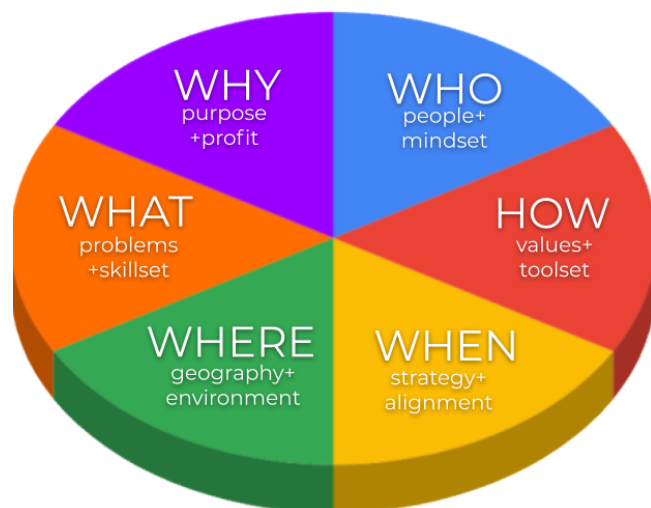 WHY
purpose
+profit
WHO
people+
mindset
WHAT
problems
+skillset
HOW
values+
toolset
WHERE
geography+
environment
WHEN
strategy+
alignment